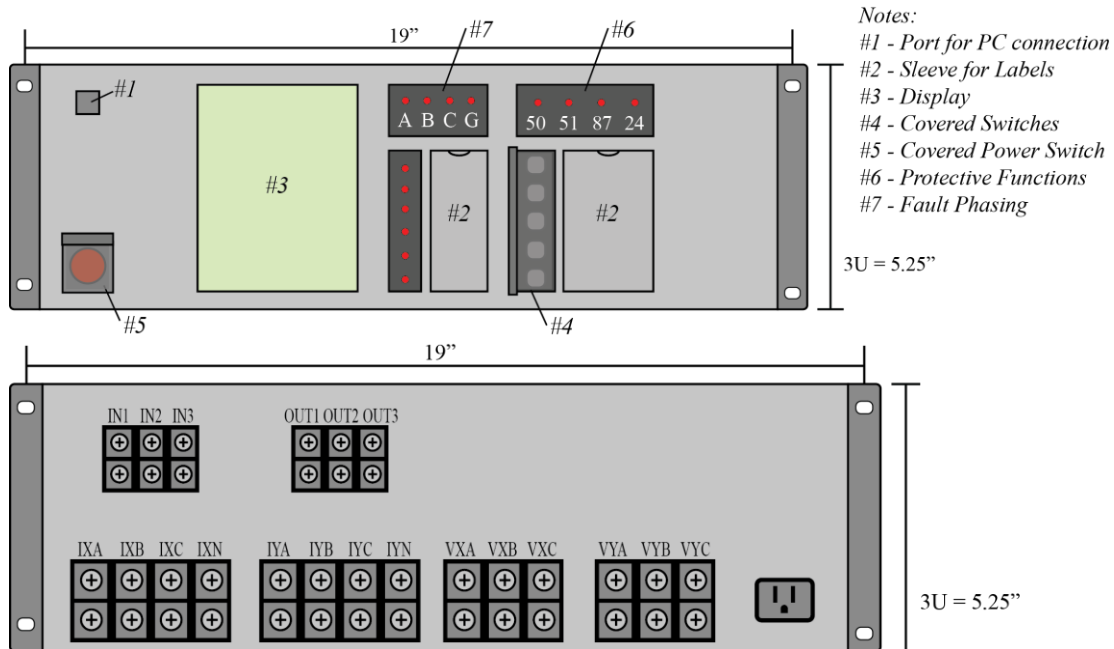 Notes:
#1 - Port for PC connection
#2 - Sleeve for Labels
#3 - Display
#4 - Covered Switches
#5 - Covered Power Switch
#6 - Protective Functions
#7 - Fault Phasing
19”
#7
#6
#1
A B C G
50 51 87 24
#3
#2
#2
3U = 5.25”
#5
#4
19”
IN1 IN2 IN3
OUT1 OUT2 OUT3
IXA IXB IXC IXN
IYA IYB IYC IYN
VXA VXB VXC
VYA VYB VYC
3U = 5.25”